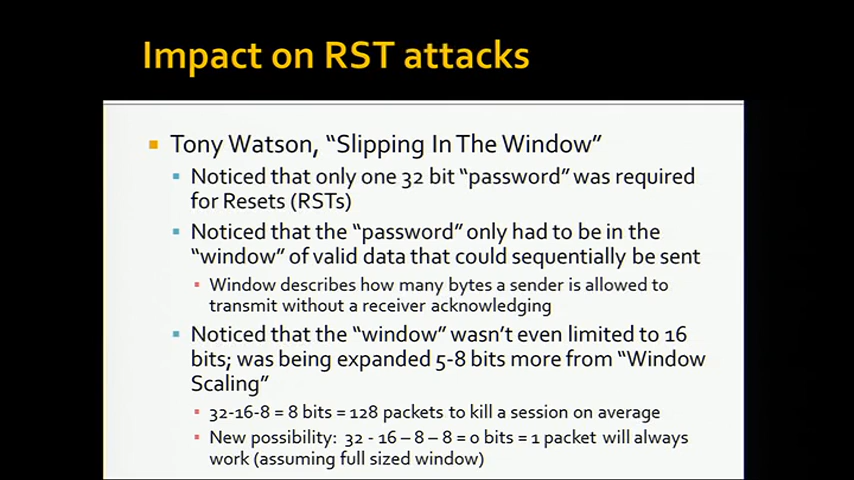 Impact on RST attacks
Tony Watson, “Slipping In The Window”
Noticed that only one 32 bit “password” was required
for Resets (RSTs)
Noticed that the “password” only had to be in the
“window” of valid data that could sequentially be sent
Window describes how many bytes a sender is allowed to
transmit without a receiver acknowledging
Noticed that the “window” wasn’t even limited to 16
bits; was being expanded 5-8 bits more from “Window
Scaling”
32-16-8 = 8 bits = 128 packets to kill a session on average
New possibility: 32 - 16 – 8 – 8 = 0 bits = 1 packet will always
work (assuming full sized window)